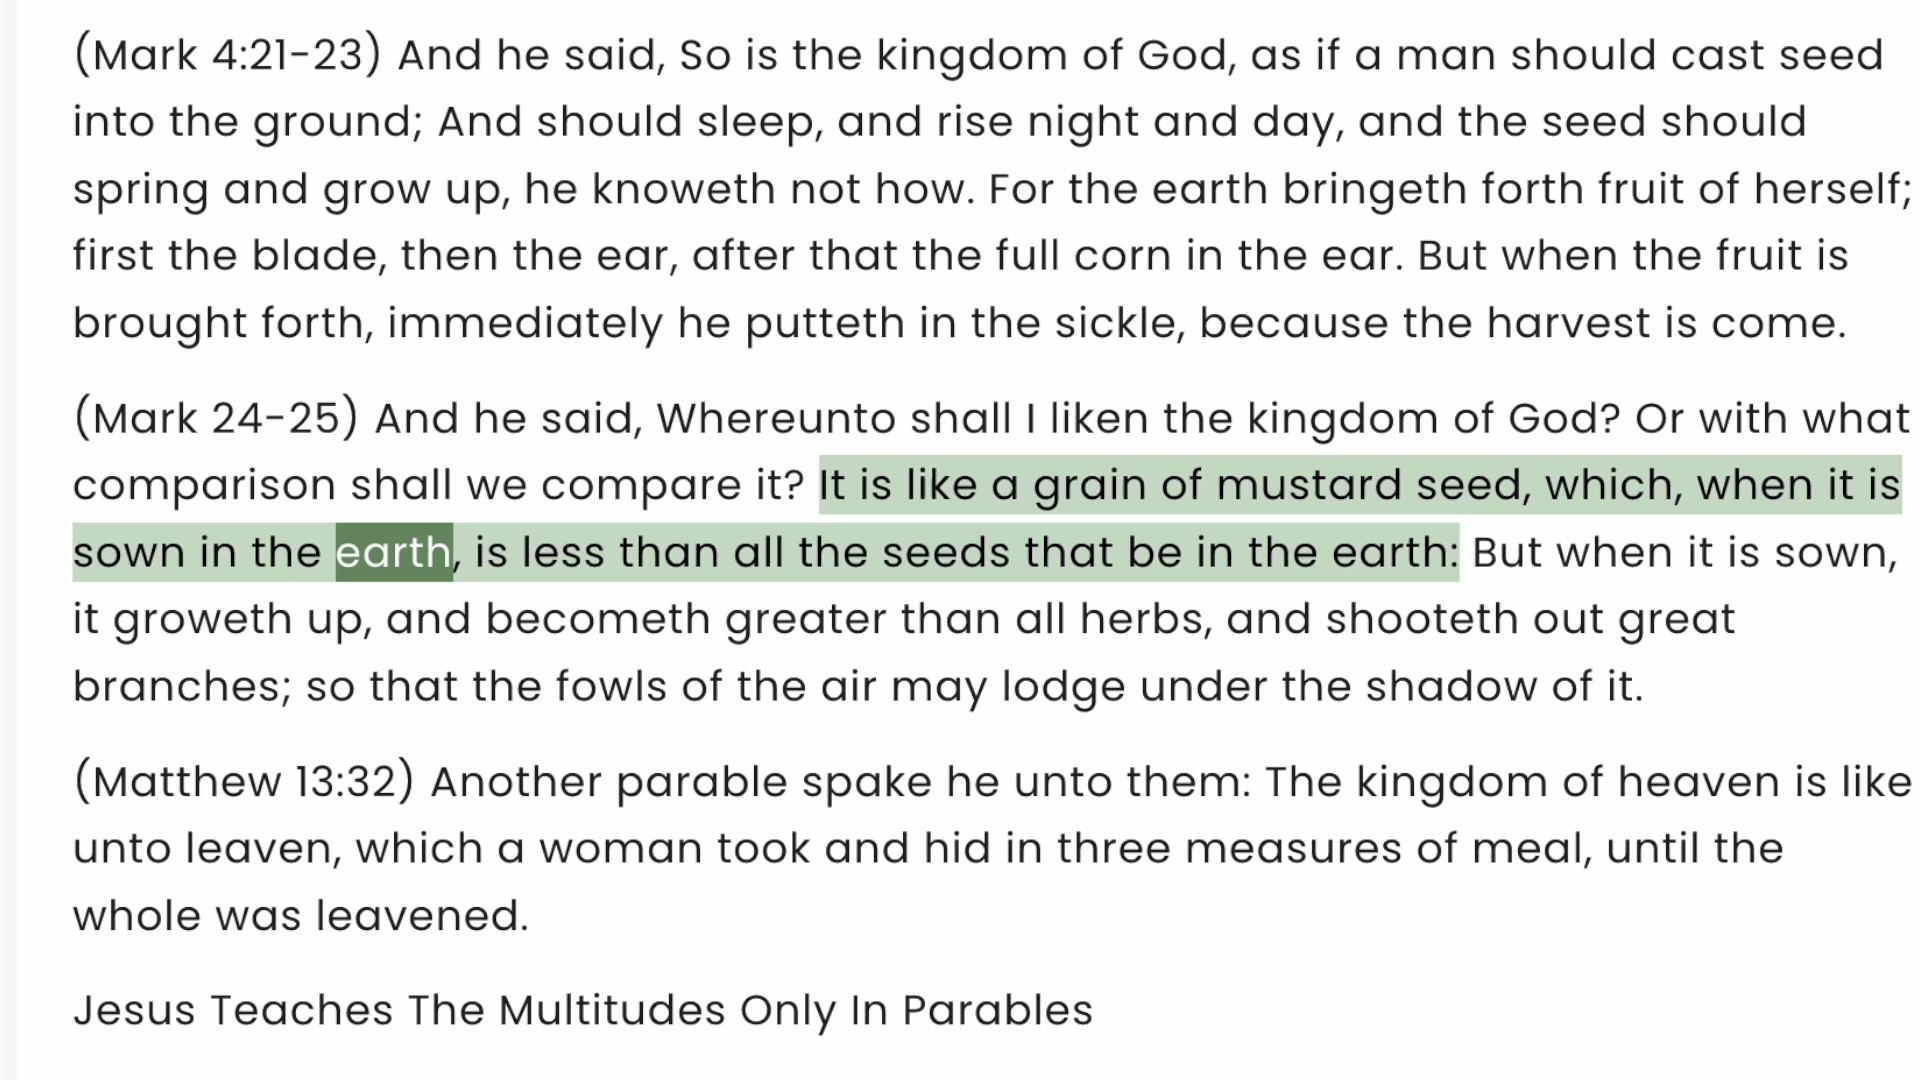 (Mark 4:21-23) And he said, So is the kingdom of God, as if a man should cast seed
into the ground; And should sleep, and rise night and day, and the seed should
spring and grow up, he knoweth not how. For the earth bringeth forth fruit of herself;
first the blade, then the ear, after that the full corn in the ear. But when the fruit is
brought forth, immediately he putteth in the sickle, because the harvest is come.
(Mark 24-25) And he said, Whereunto shall I liken the kingdom of God? Or with what
comparison shall we compare it? It is like a grain of mustard seed, which, when it is
sown in the earth, is less than all the seeds that be in the earth: But when it is sown,
it groweth up, and becometh greater than all herbs, and shooteth out great
branches; so that the fowls of the air may lodge under the shadow of it.
(Matthew 13:32) Another parable spake he unto them: The kingdom of heaven is like
unto leaven, which a woman took and hid in three measures of meal, until the
whole was leavened.
Jesus Teaches The Multitudes Only In Parables